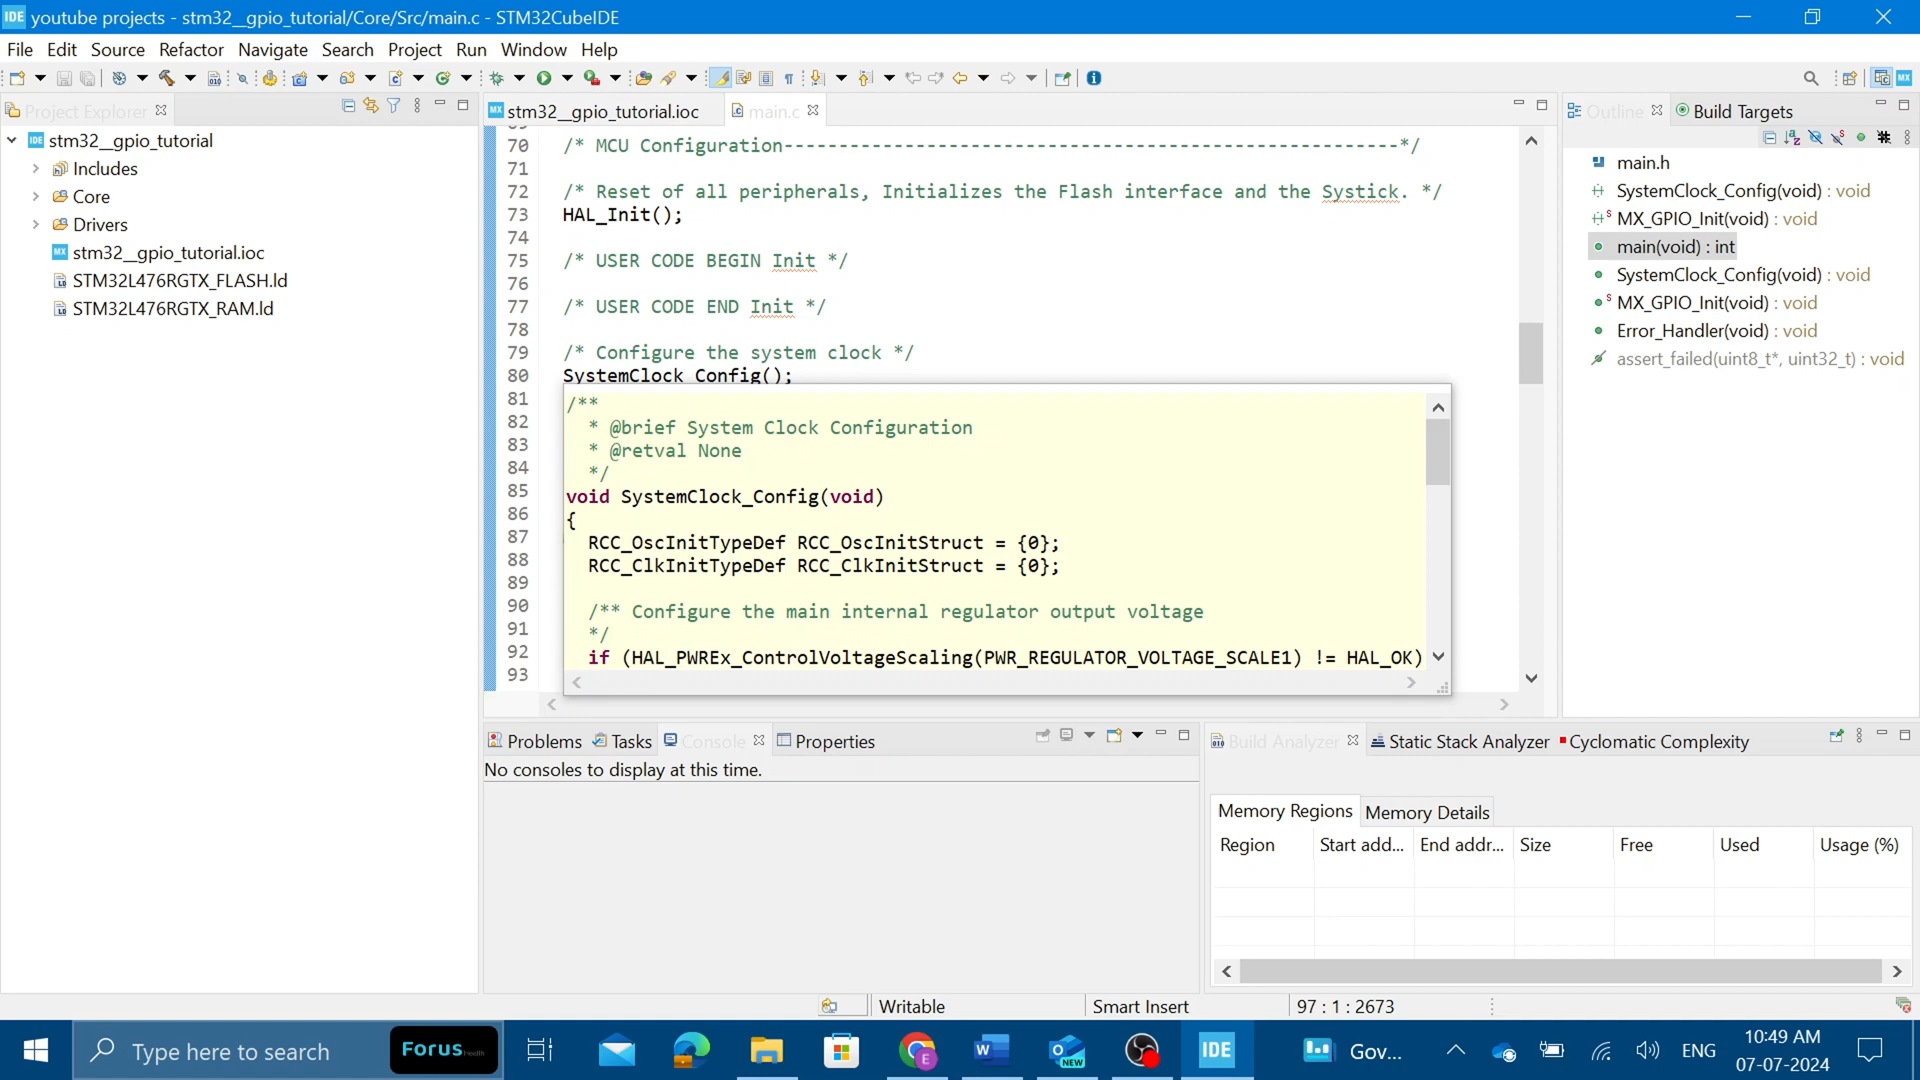 IDE youtube projects - stm32__gpio_tutorial/Core/Src/main.c - STM32CubeIDE
File Edit Source Refactor Navigate Search Project Run Window Help
Project Explorer
stm32__gpio_tutorial.ioc
main.c
Outline
Build Targets
IDE stm32__gpio_tutorial
Includes
Core
Drivers
MX stm32__gpio_tutorial.ioc
STM32L476RGTX_FLASH.ld
STM32L476RGTX_RAM.ld
70 /* MCU Configuration--------------------------------------------------------*/
71
72 /* Reset of all peripherals, Initializes the Flash interface and the Systick. */
73 HAL_Init();
74
75 /* USER CODE BEGIN Init */
76
77 /* USER CODE END Init */
78
79 /* Configure the system clock */
80 SystemClock_Config();
81
82
83
84
85
86
87
88
89
90
91
92
93
/**
* @brief System Clock Configuration
* @retval None
*/
void SystemClock_Config(void)
{
RCC_OscInitTypeDef RCC_OscInitStruct = {0};
RCC_ClkInitTypeDef RCC_ClkInitStruct = {0};
/** Configure the main internal regulator output voltage
*/
if (HAL_PWREx_ControlVoltageScaling(PWR_REGULATOR_VOLTAGE_SCALE1) != HAL_OK)
main.h
SystemClock_Config(void) : void
MX_GPIO_Init(void) : void
main(void) : int
SystemClock_Config(void) : void
MX_GPIO_Init(void) : void
Error_Handler(void) : void
assert_failed(uint8_t*, uint32_t) : void
Problems Tasks Console Properties
No consoles to display at this time.
Build Analyzer Static Stack Analyzer Cyclomatic Complexity
Memory Regions Memory Details
Region Start add... End addr... Size Free Used Usage (%)
Writable Smart Insert 97 : 1 : 2673
Type here to search
Forus Health
IDE
Gov...
ENG
10:49 AM
07-07-2024